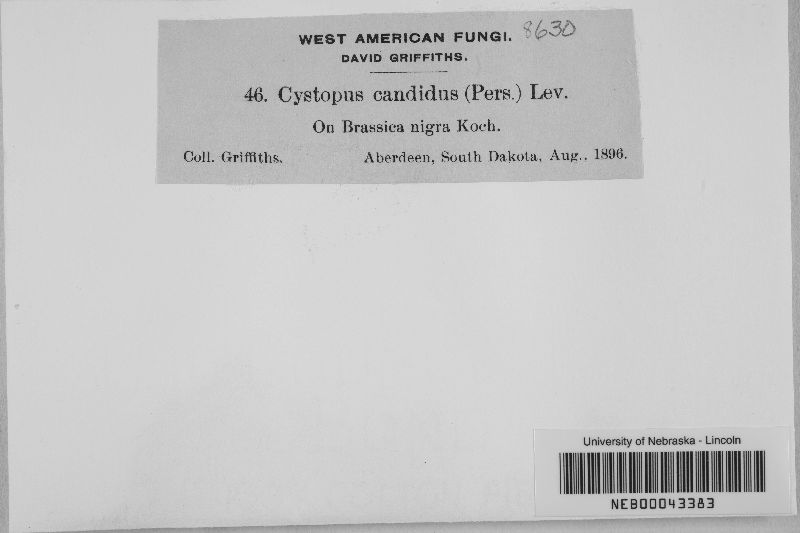 WEST AMERICAN FUNGI. 8630
DAVID GRIFFITHS.
46. Cystopus candidus (Pers.) Lev.
On Brassica nigra Koch.
Coll. Griffiths. Aberdeen, South Dakota, Aug., 1896.
University of Nebraska - Lincoln
NEB00043383